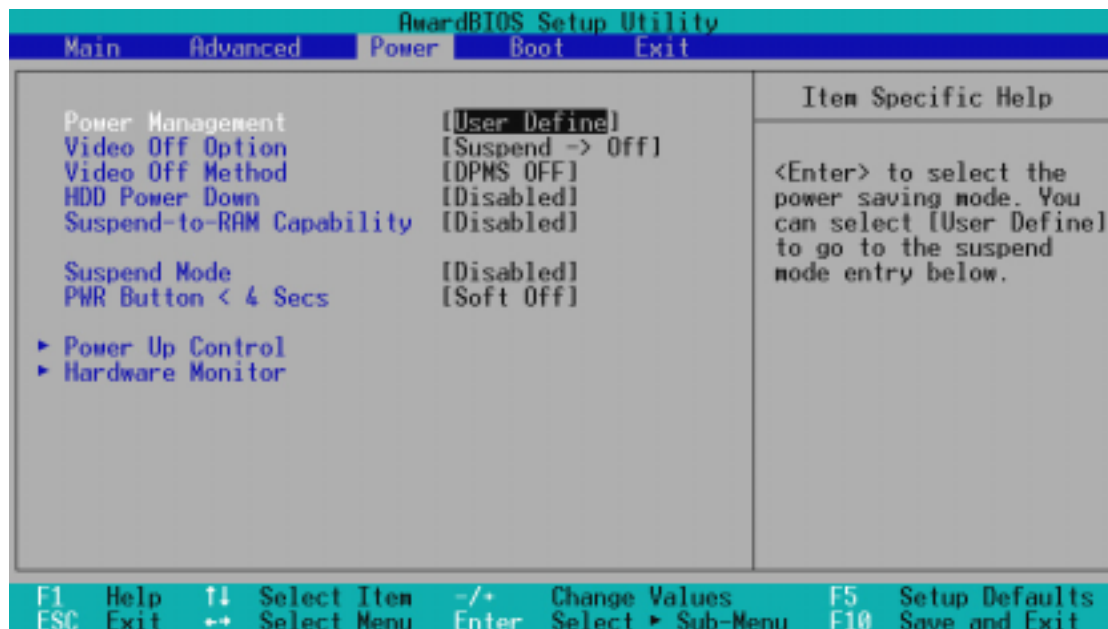 AwardBIOS Setup Utility
Main Advanced Power Boot Exit
Power Management [User Define]
Video Off Option [Suspend -> Off]
Video Off Method [DPMS OFF]
HDD Power Down [Disabled]
Suspend-to-RAM Capability [Disabled]
Suspend Mode [Disabled]
PWR Button < 4 Secs [Soft Off]
► Power Up Control
► Hardware Monitor
Item Specific Help
<Enter> to select the
power saving mode. You
can select [User Define]
to go to the suspend
mode entry below.
F1 Help ↑↓ Select Item -/+ Change Values F5 Setup Defaults
ESC Exit ←→ Select Menu Enter Select ► Sub-Menu F10 Save and Exit